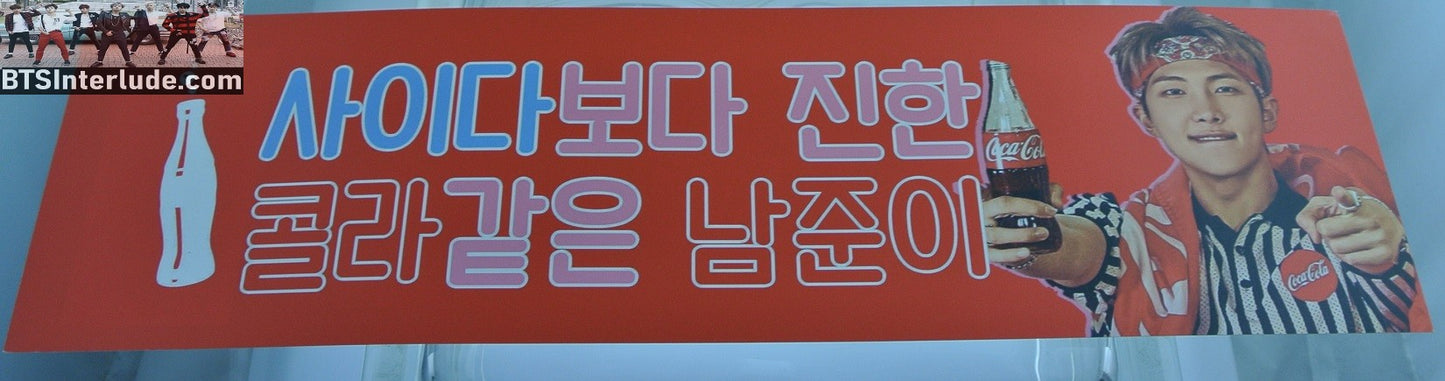 BTSInterlude.com
사이다보다 진한
콜라같은 남준이
Coca-Col
Coca-Cola